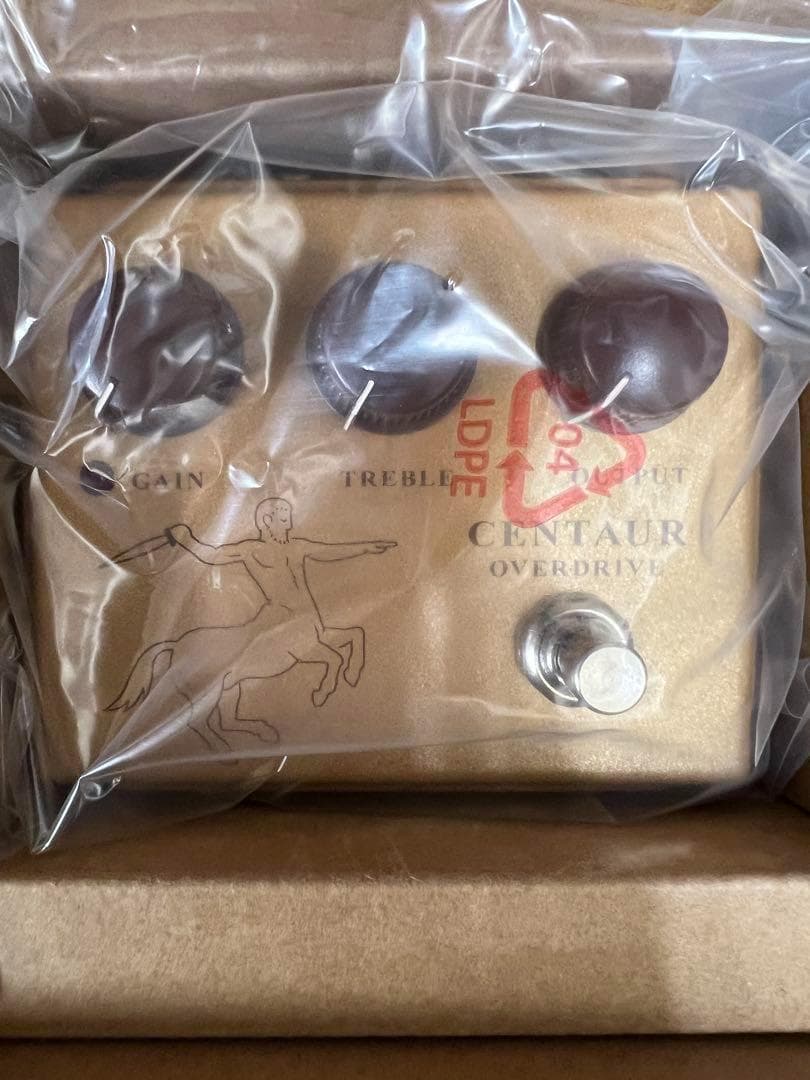 GAIN TREBLE OUTPUT
CENTAUR
OVERDRIVE
04
LDPE